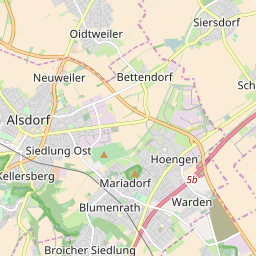 Siersdorf
Oidtweiler
Neuweiler
Bettendorf
Sch
Alsdorf
Siedlung Ost
Hoengen
Kellersberg
Mariadorf
5b
Blumenrath
Warden
Broicher Siedlung